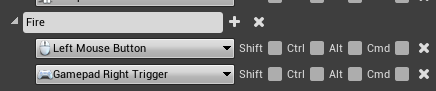 Fire
Left Mouse Button Shift Ctrl Alt Cmd
Gamepad Right Trigger Shift Ctrl Alt Cmd